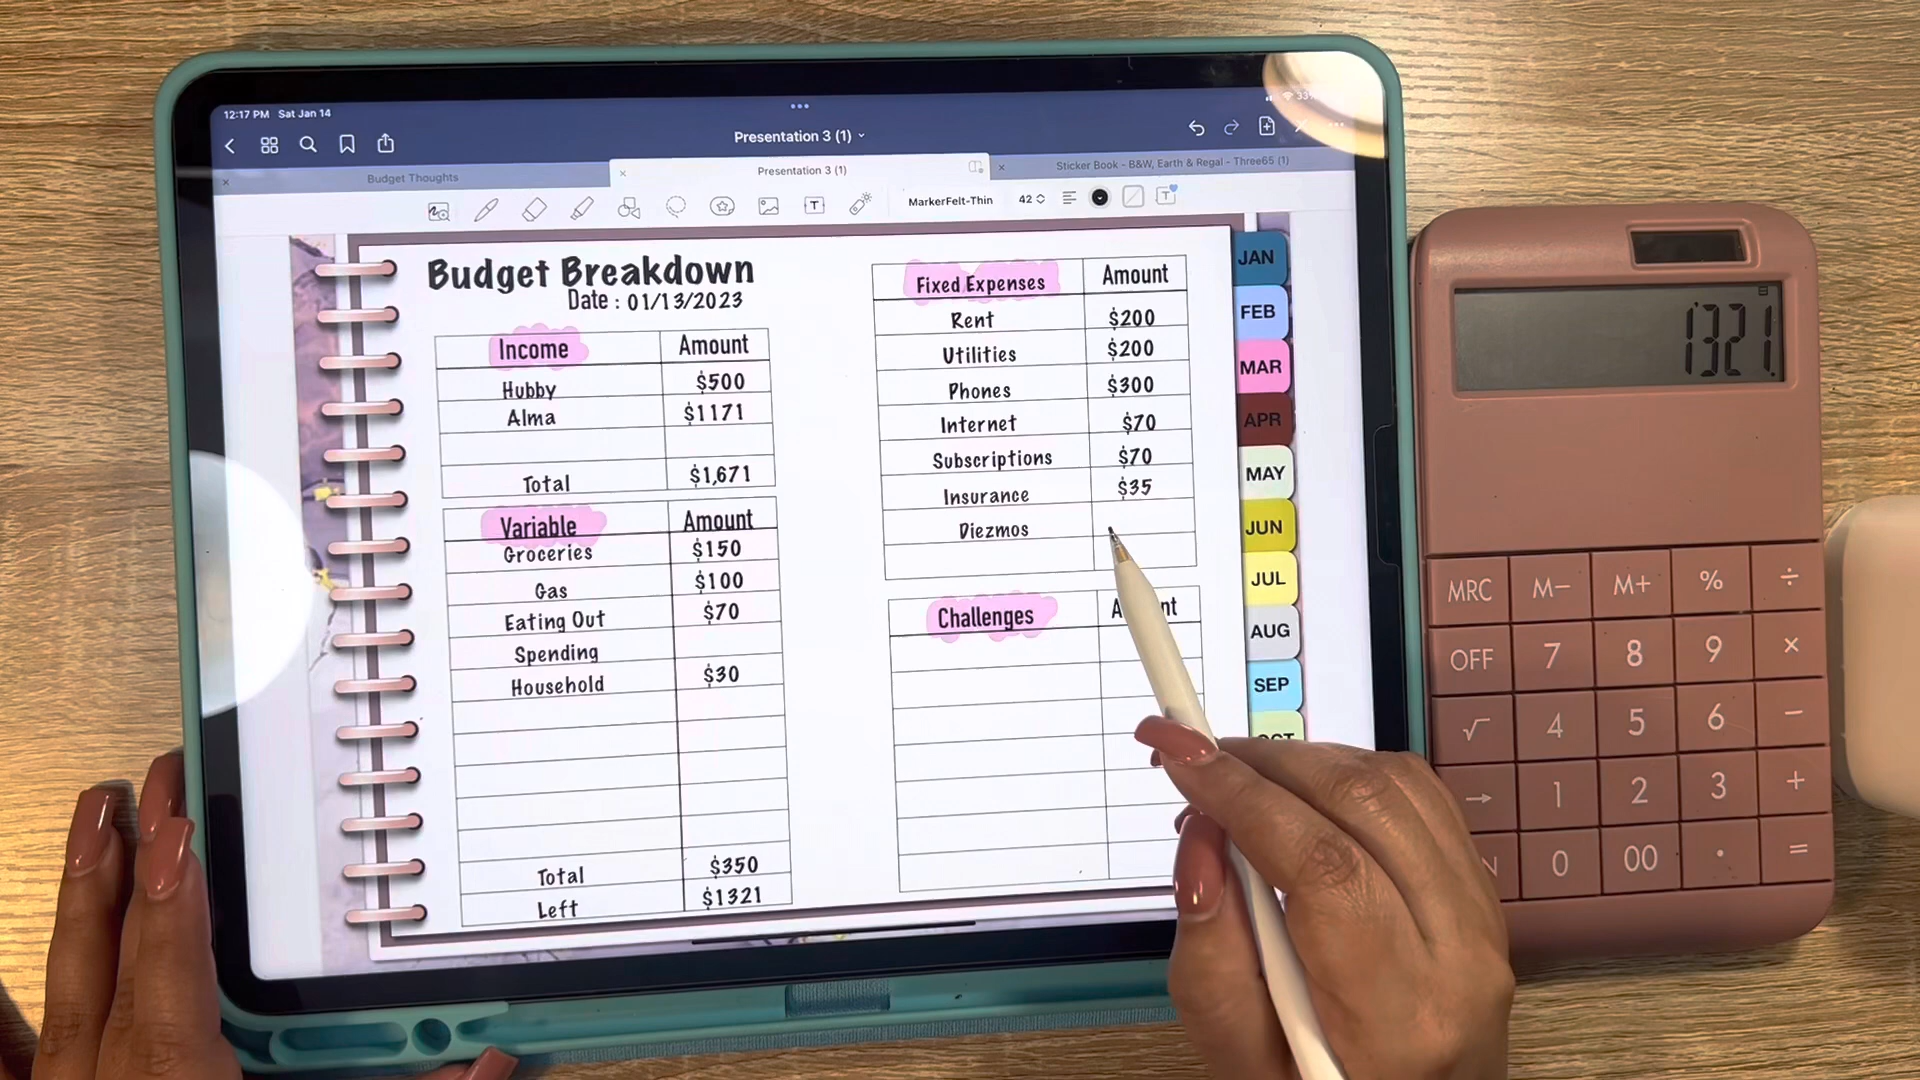 12:17 PM Sat Jan 14
33%
Presentation 3 (1)
Budget Thoughts
Presentation 3 (1)
Sticker Book - B&W, Earth & Regal - Three65 (1)
MarkerFelt-Thin 42
Budget Breakdown
Date : 01/13/2023
Income Amount
Hubby $500
Alma $1171
Total $1,671
Variable Amount
Groceries $150
Gas $100
Eating Out $70
Spending
Household $30
Total $350
Left $1321
Fixed Expenses Amount
Rent $200
Utilities $200
Phones $300
Internet $70
Subscriptions $70
Insurance $35
Diezmos
Challenges
JAN
FEB
MAR
APR
MAY
JUN
JUL
AUG
SEP
OCT
1321.
MRC M− M+ % ÷
OFF 7 8 9 ×
√ 4 5 6 −
→ 1 2 3 +
0 00 . =